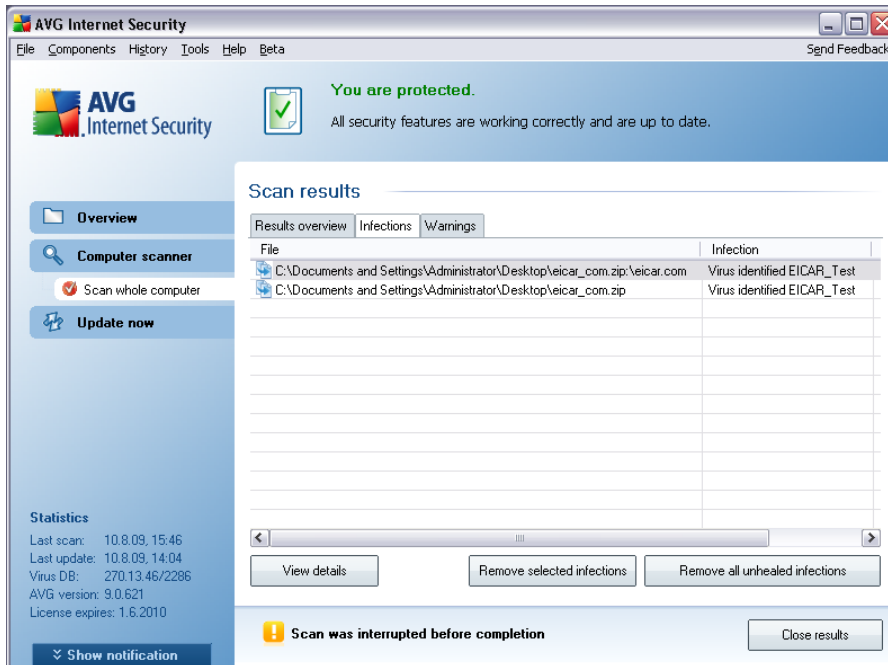 AVG Internet Security
File Components History Tools Help Beta Send Feedback
AVG
Internet Security
You are protected.
All security features are working correctly and are up to date.
Overview
Computer scanner
Scan whole computer
Update now
Scan results
Results overview Infections Warnings
File Infection
C:\Documents and Settings\Administrator\Desktop\eicar_com.zip:\eicar.com Virus identified EICAR_Test
C:\Documents and Settings\Administrator\Desktop\eicar_com.zip Virus identified EICAR_Test
Statistics
Last scan: 10.8.09, 15:46
Last update: 10.8.09, 14:04
Virus DB: 270.13.46/2286
AVG version: 9.0.621
License expires: 1.6.2010
Show notification
View details Remove selected infections Remove all unhealed infections
Scan was interrupted before completion Close results